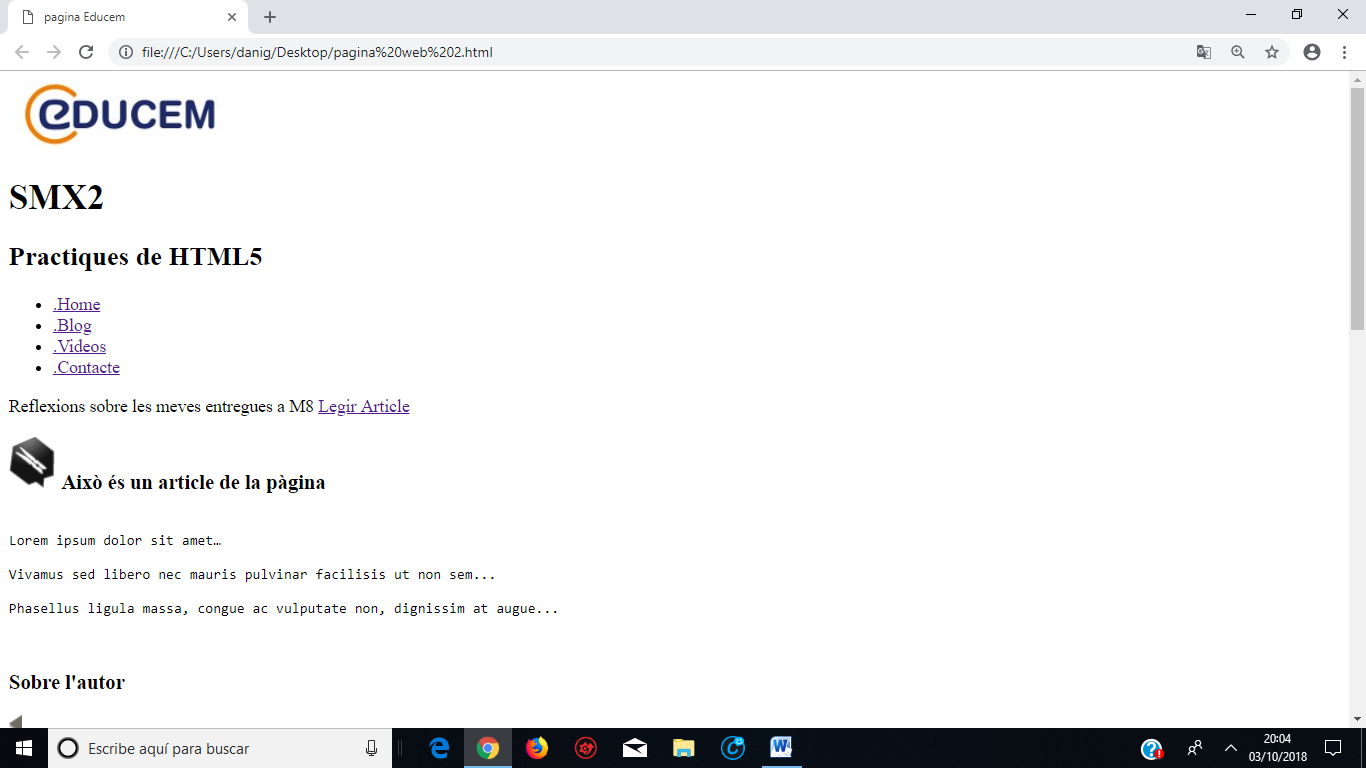 pagina Educem
file:///C:/Users/danig/Desktop/pagina%20web%202.html
eDUCEM
SMX2
Practiques de HTML5
.Home
.Blog
.Videos
.Contacte
Reflexions sobre les meves entregues a M8 Legir Article
Això és un article de la pàgina
Lorem ipsum dolor sit amet…
Vivamus sed libero nec mauris pulvinar facilisis ut non sem...
Phasellus ligula massa, congue ac vulputate non, dignissim at augue...
Sobre l'autor
Escribe aquí para buscar
20:04
03/10/2018